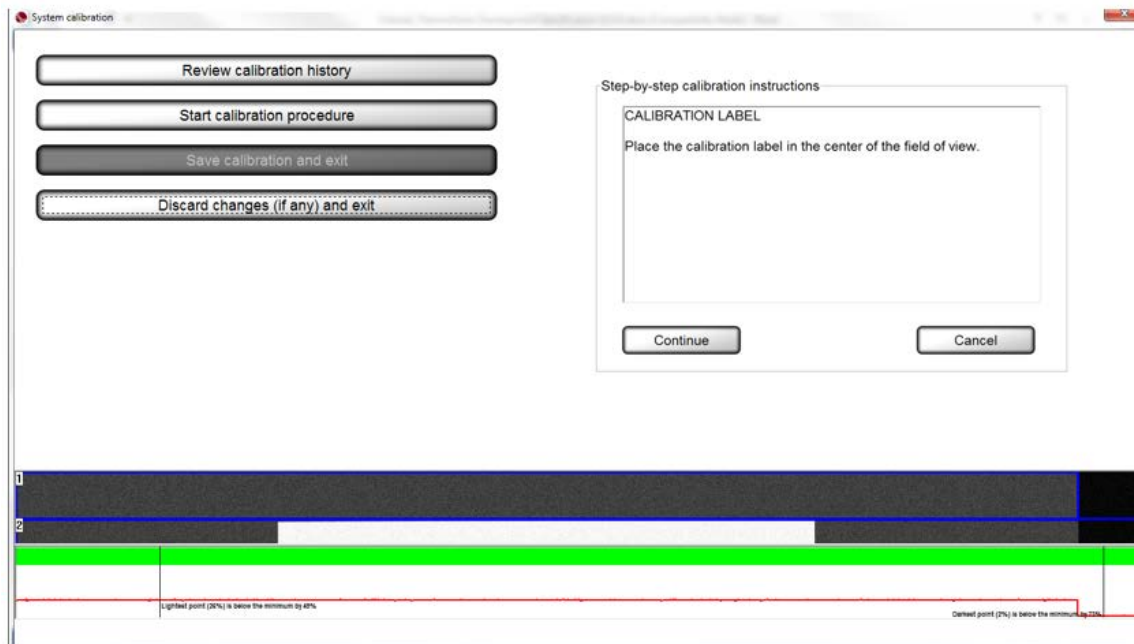 System calibration
Review calibration history
Start calibration procedure
Save calibration and exit
Discard changes (if any) and exit
Step-by-step calibration instructions
CALIBRATION LABEL
Place the calibration label in the center of the field of view.
Continue
Cancel
1
2
Lightest point (26%) is below the minimum by
Darkest point (2%) is below the minimum by